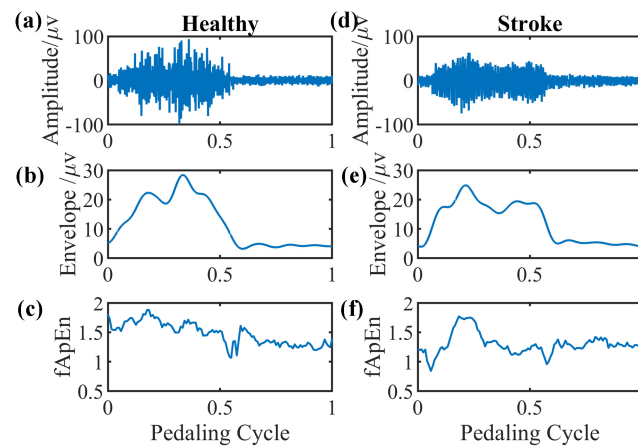 (a) Healthy
Amplitude/μv
100
0
-100
0 0.5 1
(d) Stroke
Amplitude/μv
100
0
-100
0 0.5
(b)
Envelope /μv
30
20
10
0
0 0.5 1
(e)
Envelope /μv
30
20
10
0
0 0.5
(c)
fApEn
2
1.5
1
0.5
0 0.5 1
Pedaling Cycle
(f)
fApEn
2
1.5
1
0.5
0 0.5
Pedaling Cycle